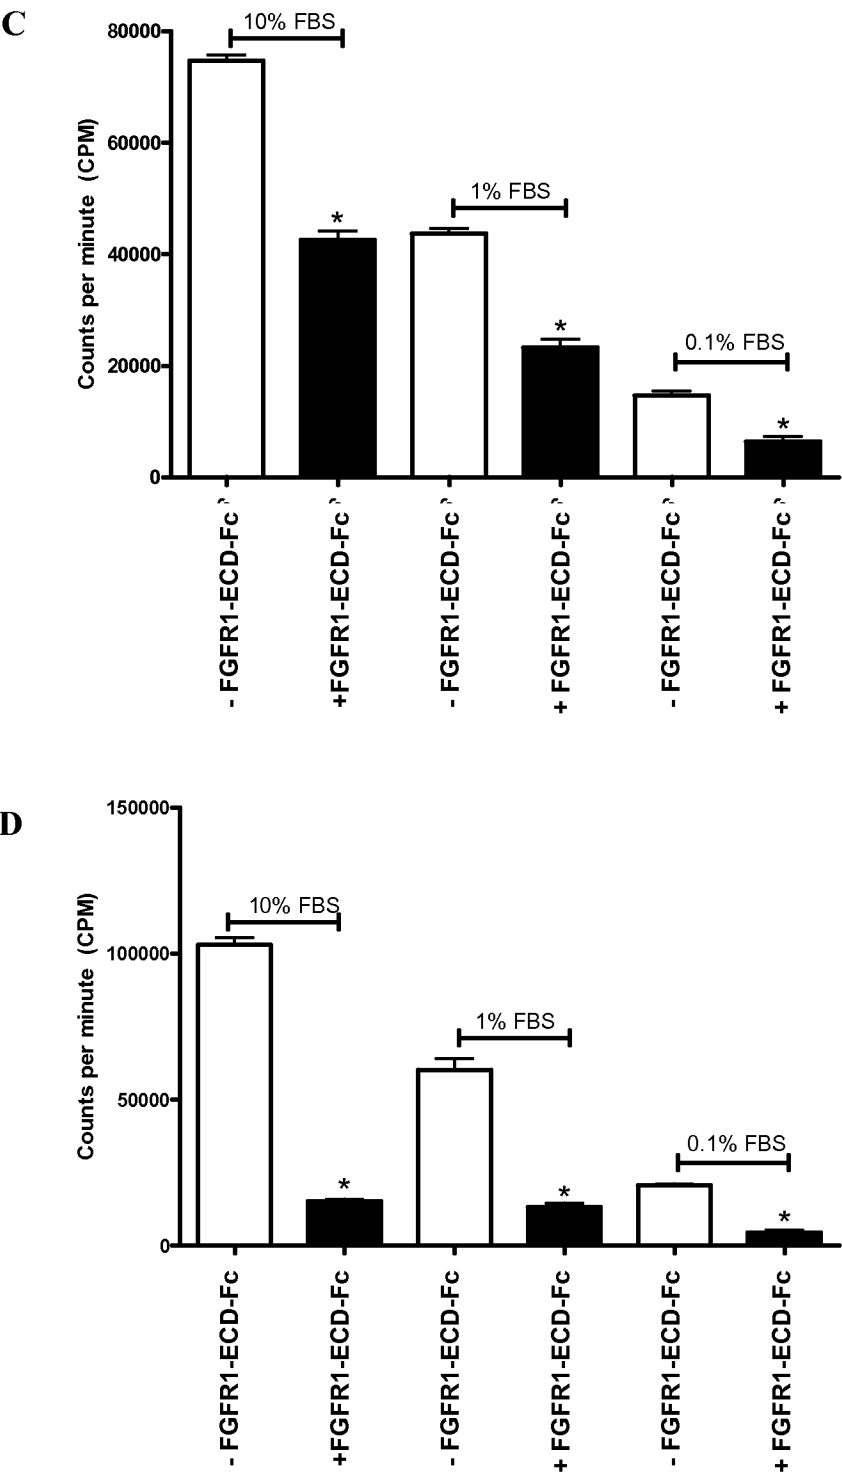 C
10% FBS
80000
1% FBS
60000
Counts per minute (CPM)
*
40000
*
0.1% FBS
20000
*
0
- FGFR1-ECD-Fc
+FGFR1-ECD-Fc
- FGFR1-ECD-Fc
+ FGFR1-ECD-Fc
- FGFR1-ECD-Fc
+ FGFR1-ECD-Fc
D
150000
10% FBS
Counts per minute (CPM)
100000
1% FBS
50000
0.1% FBS
*
*
*
0
- FGFR1-ECD-Fc
+FGFR1-ECD-Fc
- FGFR1-ECD-Fc
+ FGFR1-ECD-Fc
- FGFR1-ECD-Fc
+ FGFR1-ECD-Fc